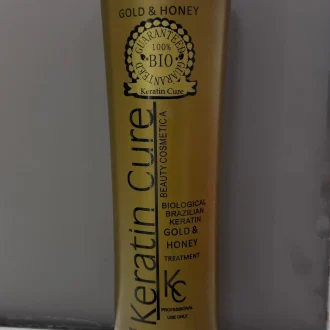 GOLD & HONEY
GUARANTEED
100%
BIO
GUARANTEED
Keratin Cure
Keratin Cure
BEAUTY COSMETICA
BIOLOGICAL
BRAZILIAN
KERATIN
GOLD &
HONEY
TREATMENT
KC
PROFESSIONAL
USE ONLY